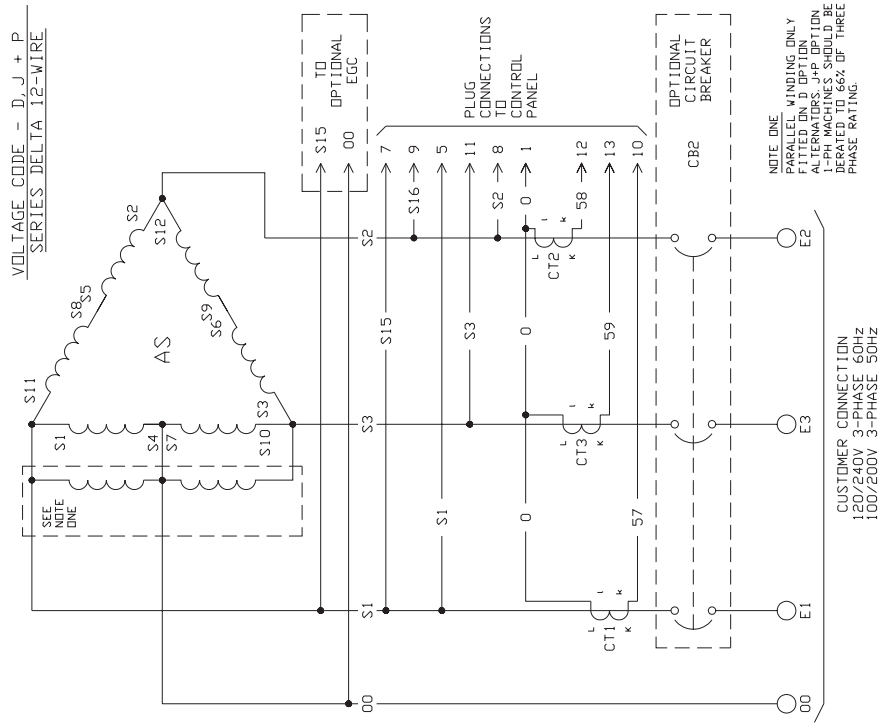 VOLTAGE CODE - D,J + P
SERIES DELTA 12-WIRE
S11
S8
S5
S2
S12
S1
AS
S4
S7
S6
S9
S10
S3
SEE
NOTE
ONE
TO
OPTIONAL
EGC
S15
00
PLUG
CONNECTIONS
TO
CONTROL
PANEL
7
9
5
11
8
1
12
13
10
S15
S16
S1
S3
S2
0
0
0
58
59
57
00
S1
S3
S2
CT1
L
l
K
k
CT3
L
l
K
k
CT2
L
l
K
k
OPTIONAL
CIRCUIT
BREAKER
CB2
00
E1
E3
E2
NOTE ONE
PARALLEL WINDING ONLY
FITTED ON D OPTION
ALTERNATORS. J+P OPTION
1-PH MACHINES SHOULD BE
DERATED TO 66% OF THREE
PHASE RATING.
CUSTOMER CONNECTION
120/240V 3-PHASE 60Hz
100/200V 3-PHASE 50Hz